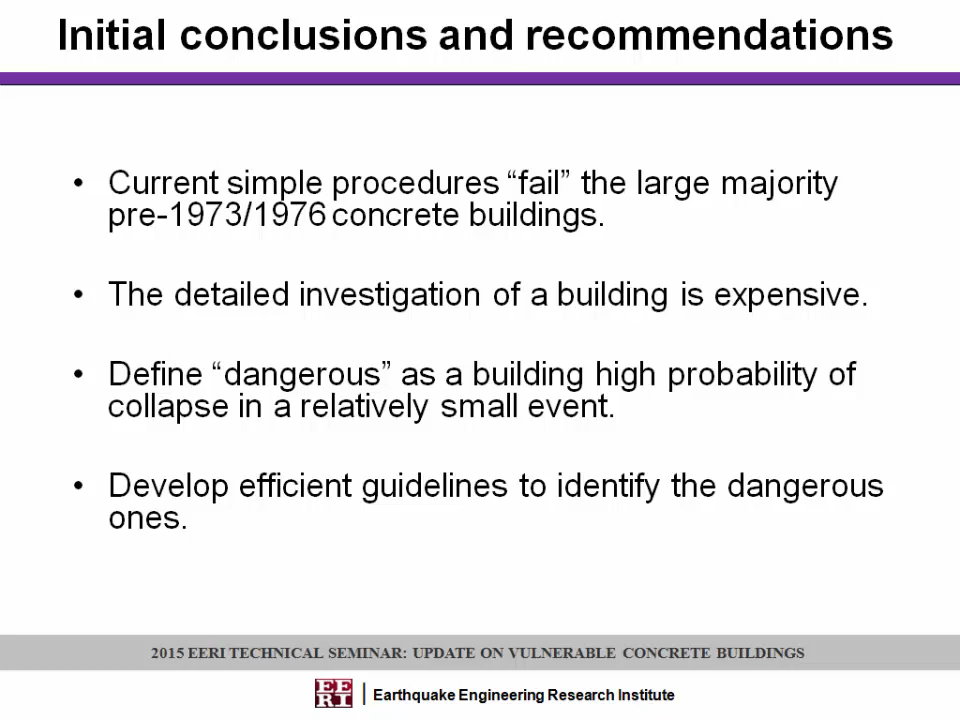 Initial conclusions and recommendations
• Current simple procedures “fail” the large majority
pre-1973/1976 concrete buildings.
• The detailed investigation of a building is expensive.
• Define “dangerous” as a building high probability of
collapse in a relatively small event.
• Develop efficient guidelines to identify the dangerous
ones.
2015 EERI TECHNICAL SEMINAR: UPDATE ON VULNERABLE CONCRETE BUILDINGS
EE
RI
Earthquake Engineering Research Institute